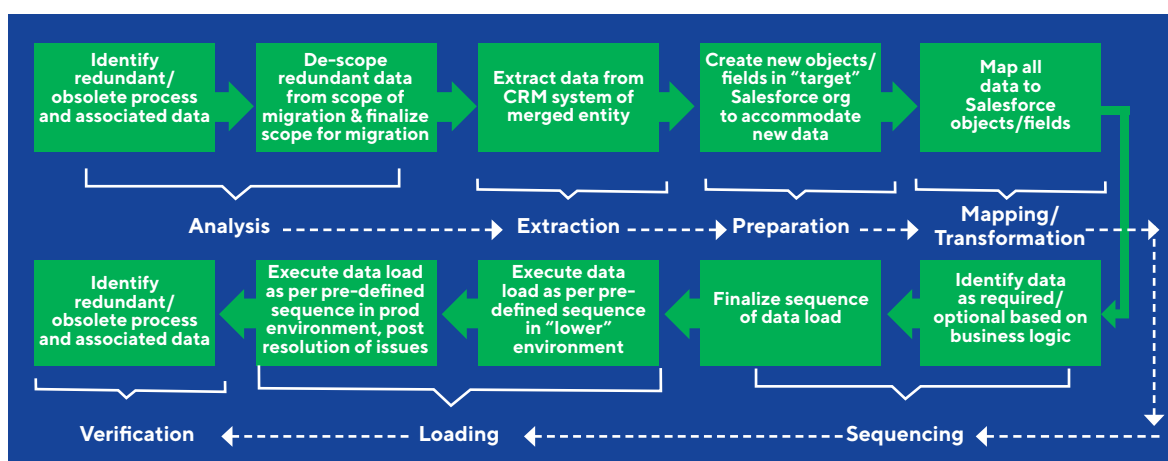 Identify
redundant/
obsolete process
and associated data
De-scope
redundant data
from scope of
migration & finalize
scope for migration
Extract data from
CRM system of
merged entity
Create new objects/
fields in “target”
Salesforce org
to accommodate
new data
Map all
data to
Salesforce
objects/fields
Analysis
Extraction
Preparation
Mapping/
Transformation
Identify
redundant/
obsolete process
and associated data
Execute data load
as per pre-defined
sequence in prod
environment, post
resolution of issues
Execute data
load as per pre-
defined sequence
in “lower”
environment
Finalize sequence
of data load
Identify data
as required/
optional based on
business logic
Verification
Loading
Sequencing